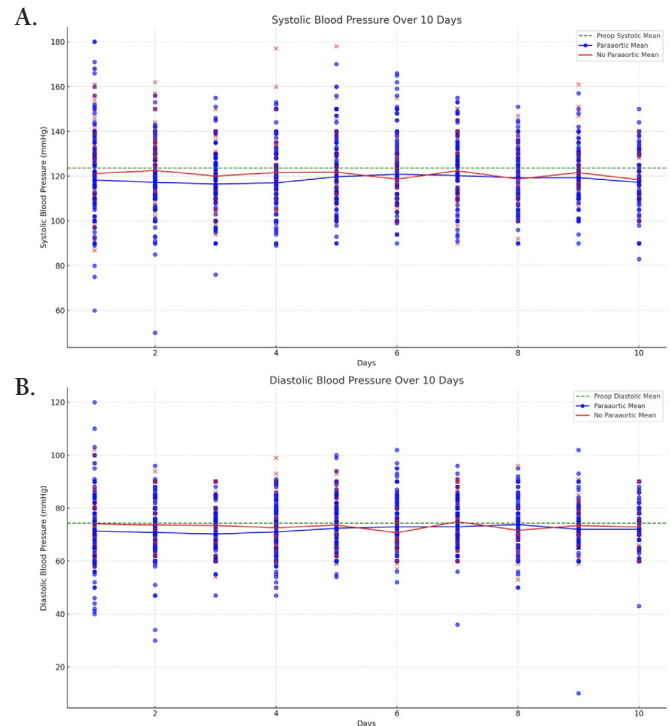 A.
Systolic Blood Pressure Over 10 Days
Preop Systolic Mean
Paraaortic Mean
No Paraaortic Mean
180
160
140
120
100
80
60
Systolic Blood Pressure (mmHg)
2 4 6 8 10
Days
B.
Diastolic Blood Pressure Over 10 Days
Preop Diastolic Mean
Paraaortic Mean
No Paraaortic Mean
120
100
80
60
40
20
Diastolic Blood Pressure (mmHg)
2 4 6 8 10
Days